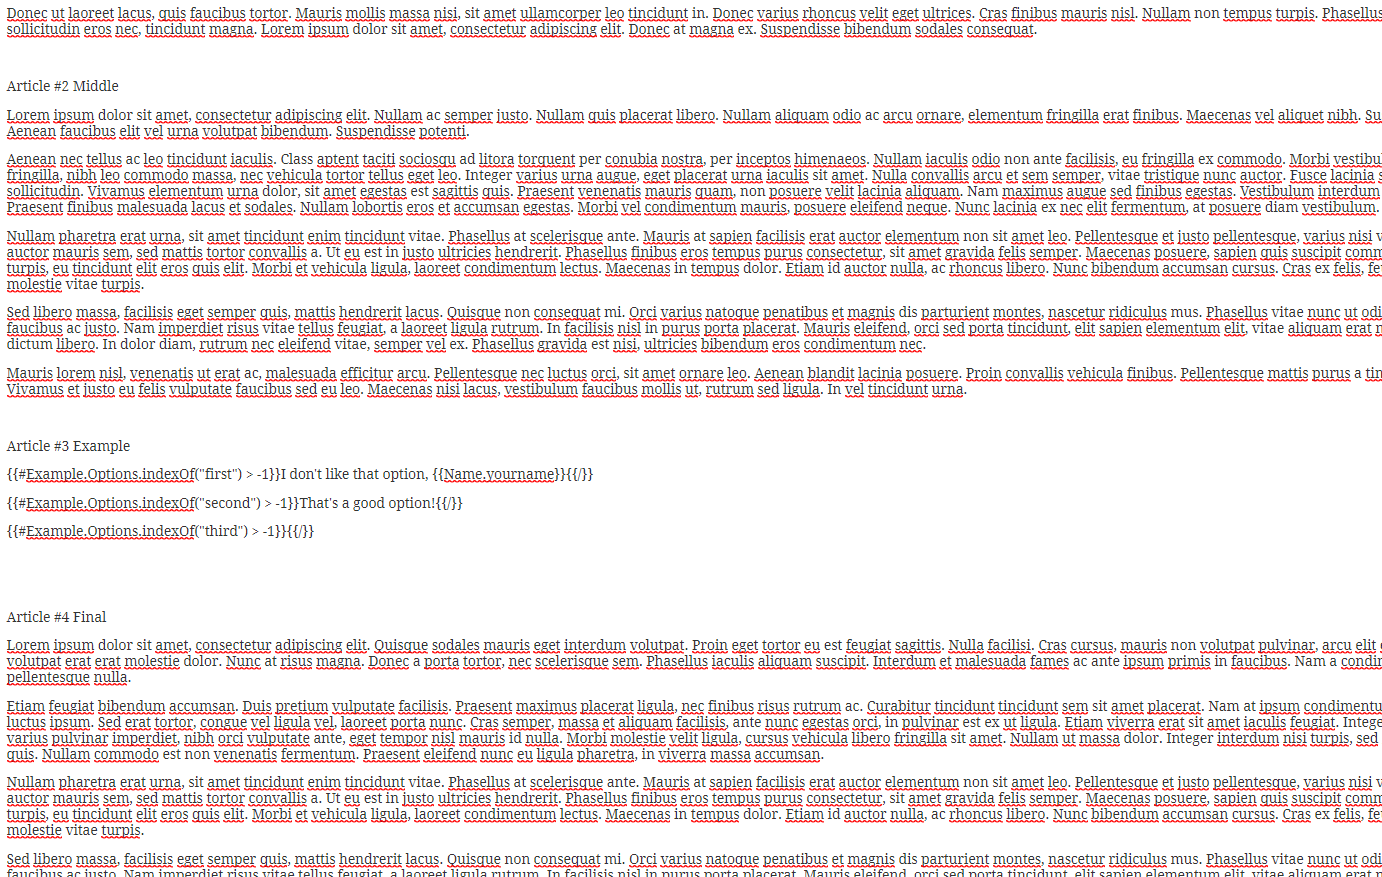 Donec ut laoreet lacus, quis faucibus tortor. Mauris mollis massa nisi, sit amet ullamcorper leo tincidunt in. Donec varius rhoncus velit eget ultrices. Cras finibus mauris nisl. Nullam non tempus turpis. Phasellus
sollicitudin eros nec, tincidunt magna. Lorem ipsum dolor sit amet, consectetur adipiscing elit. Donec at magna ex. Suspendisse bibendum sodales consequat.
Article #2 Middle
Lorem ipsum dolor sit amet, consectetur adipiscing elit. Nullam ac semper justo. Nullam quis placerat libero. Nullam aliquam odio ac arcu ornare, elementum fringilla erat finibus. Maecenas vel aliquet nibh. Su
Aenean faucibus elit vel urna volutpat bibendum. Suspendisse potenti.
Aenean nec tellus ac leo tincidunt iaculis. Class aptent taciti sociosqu ad litora torquent per conubia nostra, per inceptos himenaeos. Nullam iaculis odio non ante facilisis, eu fringilla ex commodo. Morbi vestibul
fringilla, nibh leo commodo massa, nec vehicula tortor tellus eget leo. Integer varius urna augue, eget placerat urna iaculis sit amet. Nulla convallis arcu et sem semper, vitae tristique nunc auctor. Fusce lacinia s
sollicitudin. Vivamus elementum urna dolor, sit amet egestas est sagittis quis. Praesent venenatis mauris quam, non posuere velit lacinia aliquam. Nam maximus augue sed finibus egestas. Vestibulum interdum
Praesent finibus malesuada lacus et sodales. Nullam lobortis eros et accumsan egestas. Morbi vel condimentum mauris, posuere eleifend neque. Nunc lacinia ex nec elit fermentum, at posuere diam vestibulum.
Nullam pharetra erat urna, sit amet tincidunt enim tincidunt vitae. Phasellus at scelerisque ante. Mauris at sapien facilisis erat auctor elementum non sit amet leo. Pellentesque et justo pellentesque, varius nisi v
auctor mauris sem, sed mattis tortor convallis a. Ut eu est in justo ultricies hendrerit. Phasellus finibus eros tempus purus consectetur, sit amet gravida felis semper. Maecenas posuere, sapien quis suscipit comm
turpis, eu tincidunt elit eros quis elit. Morbi et vehicula ligula, laoreet condimentum lectus. Maecenas in tempus dolor. Etiam id auctor nulla, ac rhoncus libero. Nunc bibendum accumsan cursus. Cras ex felis, fe
molestie vitae turpis.
Sed libero massa, facilisis eget semper quis, mattis hendrerit lacus. Quisque non consequat mi. Orci varius natoque penatibus et magnis dis parturient montes, nascetur ridiculus mus. Phasellus vitae nunc ut odi
faucibus ac justo. Nam imperdiet risus vitae tellus feugiat, a laoreet ligula rutrum. In facilisis nisl in purus porta placerat. Mauris eleifend, orci sed porta tincidunt, elit sapien elementum elit, vitae aliquam erat n
dictum libero. In dolor diam, rutrum nec eleifend vitae, semper vel ex. Phasellus gravida est nisi, ultricies bibendum eros condimentum nec.
Mauris lorem nisl, venenatis ut erat ac, malesuada efficitur arcu. Pellentesque nec luctus orci, sit amet ornare leo. Aenean blandit lacinia posuere. Proin convallis vehicula finibus. Pellentesque mattis purus a tin
Vivamus et justo eu felis vulputate faucibus sed eu leo. Maecenas nisi lacus, vestibulum faucibus mollis ut, rutrum sed ligula. In vel tincidunt urna.
Article #3 Example
{{#Example.Options.indexOf("first") > -1}}I don't like that option, {{Name.yourname}}{{/}}
{{#Example.Options.indexOf("second") > -1}}That's a good option!{{/}}
{{#Example.Options.indexOf("third") > -1}}{{/}}
Article #4 Final
Lorem ipsum dolor sit amet, consectetur adipiscing elit. Quisque sodales mauris eget interdum volutpat. Proin eget tortor eu est feugiat sagittis. Nulla facilisi. Cras cursus, mauris non volutpat pulvinar, arcu elit
volutpat erat erat molestie dolor. Nunc at risus magna. Donec a porta tortor, nec scelerisque sem. Phasellus iaculis aliquam suscipit. Interdum et malesuada fames ac ante ipsum primis in faucibus. Nam a condin
pellentesque nulla.
Etiam feugiat bibendum accumsan. Duis pretium vulputate facilisis. Praesent maximus placerat ligula, nec finibus risus rutrum ac. Curabitur tincidunt tincidunt sem sit amet placerat. Nam at ipsum condimentu
luctus ipsum. Sed erat tortor, congue vel ligula vel, laoreet porta nunc. Cras semper, massa et aliquam facilisis, ante nunc egestas orci, in pulvinar est ex ut ligula. Etiam viverra erat sit amet iaculis feugiat. Intege
varius pulvinar imperdiet, nibh orci vulputate ante, eget tempor nisl mauris id nulla. Morbi molestie velit ligula, cursus vehicula libero fringilla sit amet. Nullam ut massa dolor. Integer interdum nisi turpis, sed
quis. Nullam commodo est non venenatis fermentum. Praesent eleifend nunc eu ligula pharetra, in viverra massa accumsan.
Nullam pharetra erat urna, sit amet tincidunt enim tincidunt vitae. Phasellus at scelerisque ante. Mauris at sapien facilisis erat auctor elementum non sit amet leo. Pellentesque et justo pellentesque, varius nisi v
auctor mauris sem, sed mattis tortor convallis a. Ut eu est in justo ultricies hendrerit. Phasellus finibus eros tempus purus consectetur, sit amet gravida felis semper. Maecenas posuere, sapien quis suscipit comm
turpis, eu tincidunt elit eros quis elit. Morbi et vehicula ligula, laoreet condimentum lectus. Maecenas in tempus dolor. Etiam id auctor nulla, ac rhoncus libero. Nunc bibendum accumsan cursus. Cras ex felis, fe
molestie vitae turpis.
Sed libero massa, facilisis eget semper quis, mattis hendrerit lacus. Quisque non consequat mi. Orci varius natoque penatibus et magnis dis parturient montes, nascetur ridiculus mus. Phasellus vitae nunc ut odi
faucibus ac justo. Nam imperdiet risus vitae tellus feugiat, a laoreet ligula rutrum. In facilisis nisl in purus porta placerat. Mauris eleifend, orci sed porta tincidunt, elit sapien elementum elit, vitae aliquam erat n